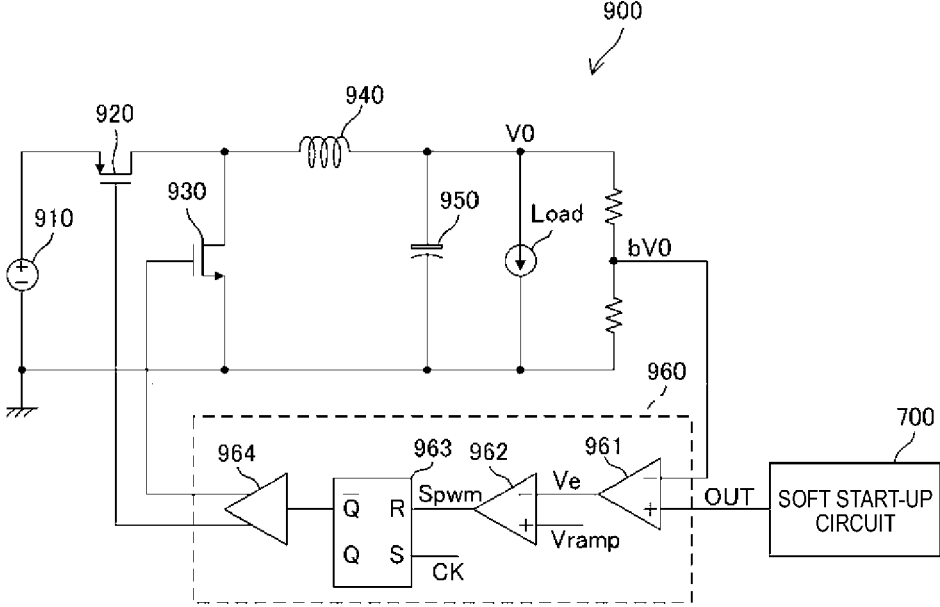 900
920
940
V0
930
910
950
Load
bV0
+
−
960
700
964
963
962
961
Spwm
Ve
OUT
SOFT START-UP
CIRCUIT
Q̅
R
−
+
−
+
Vramp
Q
S
CK